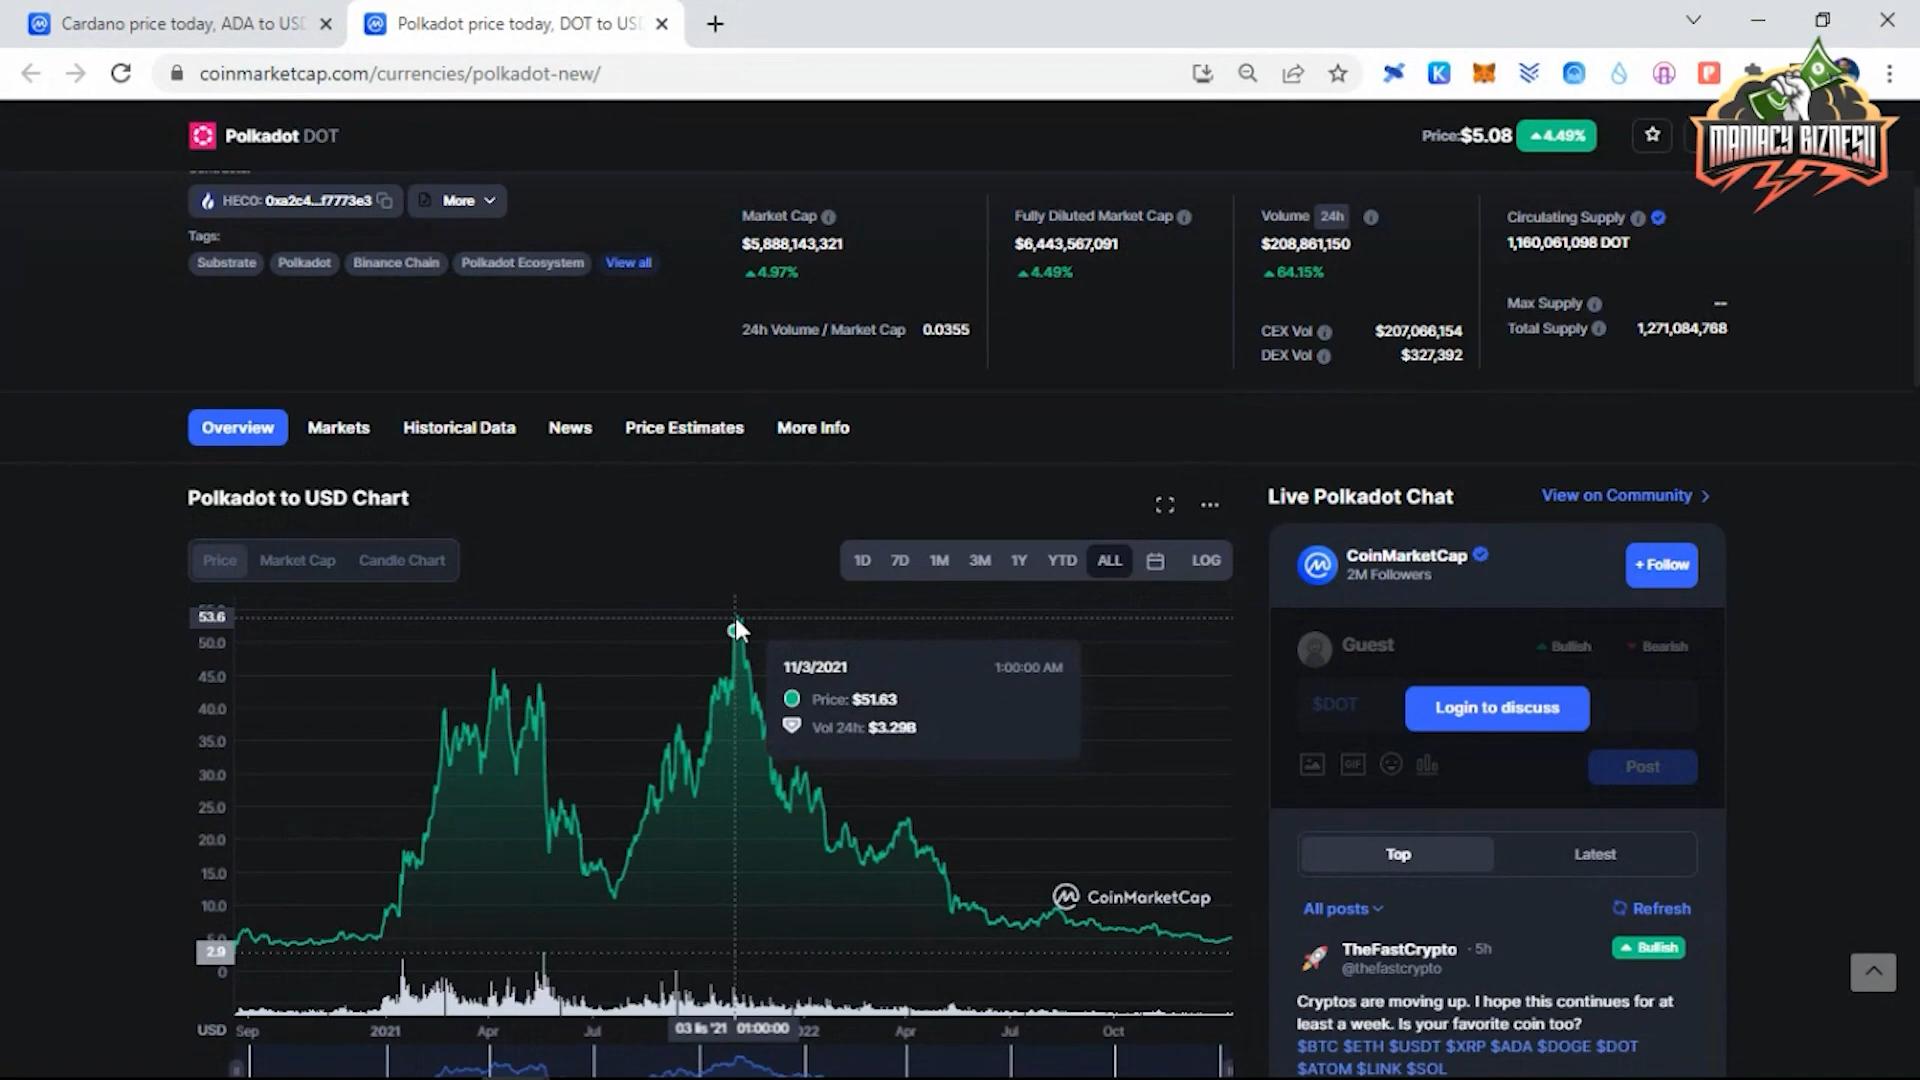 Cardano price today, ADA to USD
Polkadot price today, DOT to USD
coinmarketcap.com/currencies/polkadot-new/
MANIACY BIZNESU
Polkadot DOT
Price:$5.08 4.49%
HECO: 0xa2c4...f7773e3 More
Tags:
Substrate Polkadot Binance Chain Polkadot Ecosystem View all
Market Cap
$5,888,143,321
4.97%
24h Volume / Market Cap 0.0355
Fully Diluted Market Cap
$6,443,567,091
4.49%
Volume 24h
$208,861,150
64.15%
CEX Vol $207,066,154
DEX Vol $327,392
Circulating Supply
1,160,061,098 DOT
Max Supply --
Total Supply 1,271,084,768
Overview Markets Historical Data News Price Estimates More Info
Polkadot to USD Chart
Price Market Cap Candle Chart
1D 7D 1M 3M 1Y YTD ALL LOG
53.6
50.0
45.0
40.0
35.0
30.0
25.0
20.0
15.0
10.0
5.0
2.9
0
11/3/2021 1:00:00 AM
Price: $51.63
Vol 24h: $3.29B
CoinMarketCap
USD Sep 2021 Apr Jul 03 lis '21 01:00:00 2022 Apr Jul Oct
Live Polkadot Chat
View on Community
CoinMarketCap
2M Followers
+ Follow
Guest
Bullish Bearish
$DOT
Login to discuss
GIF
Post
Top Latest
All posts Refresh
TheFastCrypto · 5h
@thefastcrypto
Bullish
Cryptos are moving up. I hope this continues for at
least a week. Is your favorite coin too?
$BTC $ETH $USDT $XRP $ADA $DOGE $DOT
$ATOM $LINK $SOL